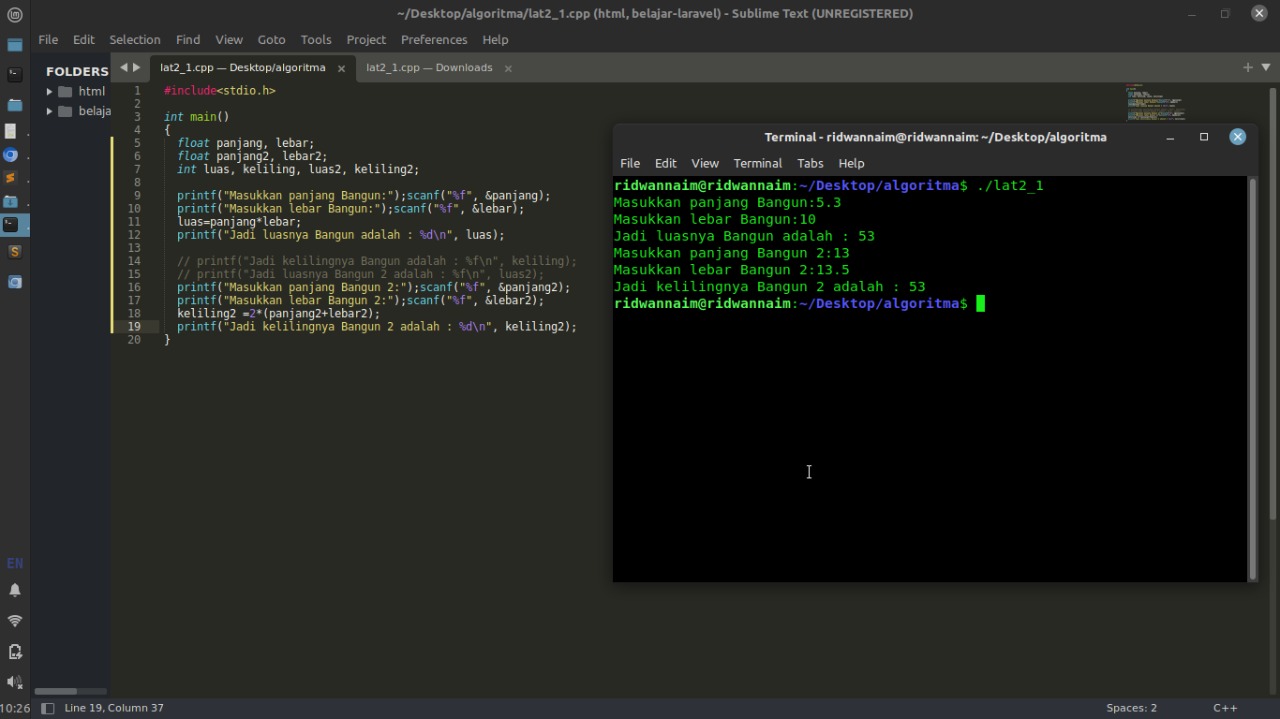 ~/Desktop/algoritma/lat2_1.cpp (html, belajar-laravel) - Sublime Text (UNREGISTERED)
File Edit Selection Find View Goto Tools Project Preferences Help
FOLDERS
html
belaja
lat2_1.cpp — Desktop/algoritma
lat2_1.cpp — Downloads
1 #include<stdio.h>
2
3 int main()
4 {
5 float panjang, lebar;
6 float panjang2, lebar2;
7 int luas, keliling, luas2, keliling2;
8
9 printf("Masukkan panjang Bangun:");scanf("%f", &panjang);
10 printf("Masukkan lebar Bangun:");scanf("%f", &lebar);
11 luas=panjang*lebar;
12 printf("Jadi luasnya Bangun adalah : %d\n", luas);
13
14 // printf("Jadi kelilingnya Bangun adalah : %f\n", keliling);
15 // printf("Jadi luasnya Bangun 2 adalah : %f\n", luas2);
16 printf("Masukkan panjang Bangun 2:");scanf("%f", &panjang2);
17 printf("Masukkan lebar Bangun 2:");scanf("%f", &lebar2);
18 keliling2 =2*(panjang2+lebar2);
19 printf("Jadi kelilingnya Bangun 2 adalah : %d\n", keliling2);
20 }
Terminal - ridwannaim@ridwannaim: ~/Desktop/algoritma
File Edit View Terminal Tabs Help
ridwannaim@ridwannaim:~/Desktop/algoritma$ ./lat2_1
Masukkan panjang Bangun:5.3
Masukkan lebar Bangun:10
Jadi luasnya Bangun adalah : 53
Masukkan panjang Bangun 2:13
Masukkan lebar Bangun 2:13.5
Jadi kelilingnya Bangun 2 adalah : 53
ridwannaim@ridwannaim:~/Desktop/algoritma$
EN
10:26
Line 19, Column 37
Spaces: 2
C++